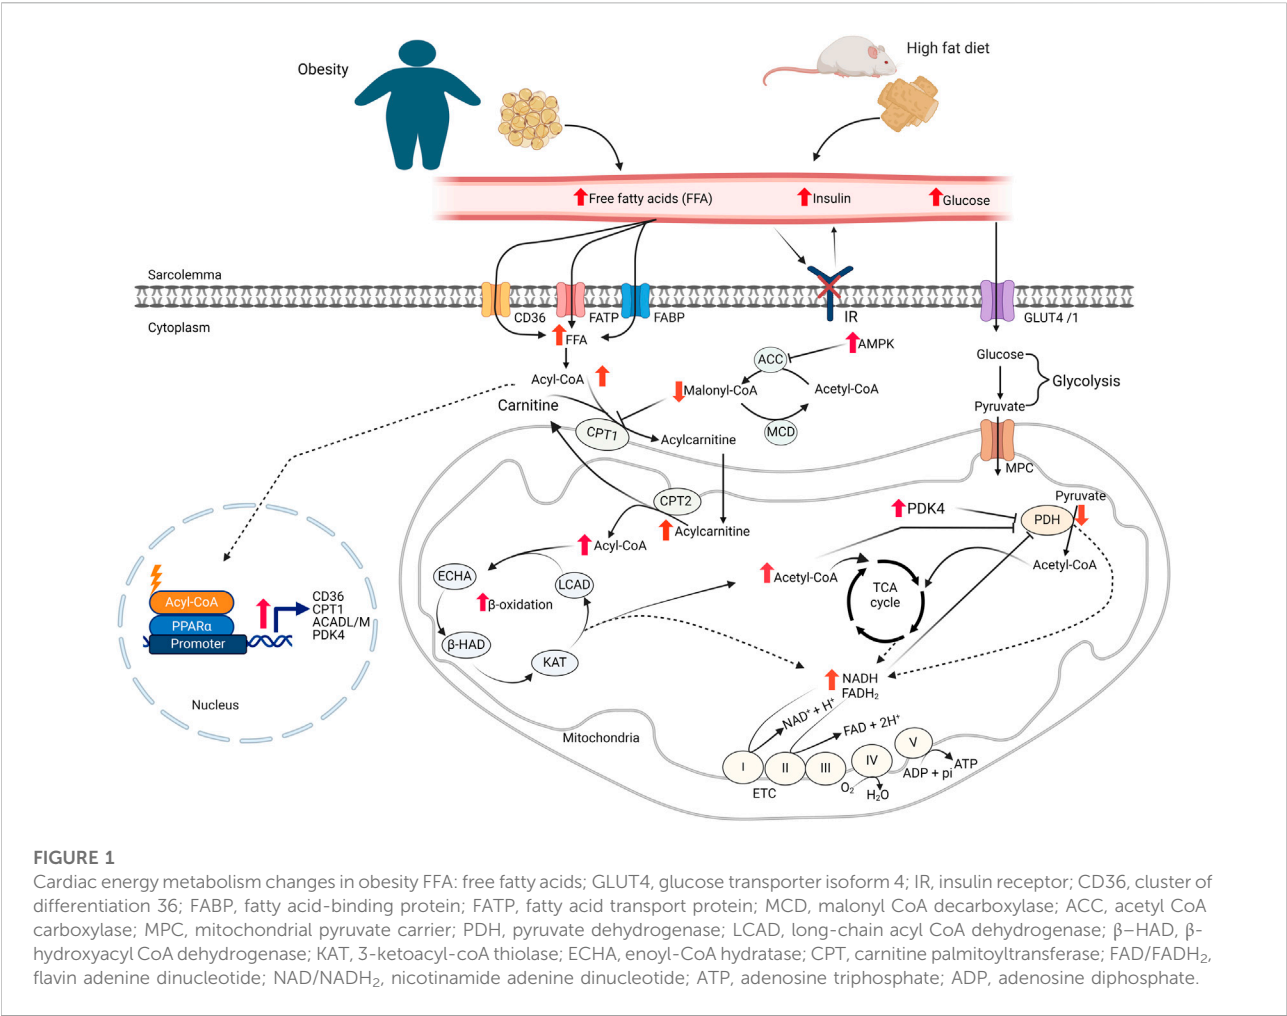 Obesity
High fat diet
Free fatty acids (FFA)
Insulin
Glucose
Sarcolemma
Cytoplasm
CD36
FATP
FABP
IR
GLUT4 /1
FFA
AMPK
ACC
Acyl-CoA
Malonyl-CoA
Acetyl-CoA
Glucose
Glycolysis
Carnitine
Pyruvate
CPT1
Acylcarnitine
MCD
MPC
CPT2
Acylcarnitine
PDK4
Pyruvate
PDH
Acyl-CoA
Acetyl-CoA
Acetyl-CoA
ECHA
LCAD
β-oxidation
TCA
cycle
β-HAD
KAT
Acyl-CoA
PPARα
Promoter
CD36
CPT1
ACADL/M
PDK4
Nucleus
NADH
FADH₂
Mitochondria
NAD⁺ + H⁺
FAD + 2H⁺
I
II
III
IV
V
ETC
O₂
H₂O
ADP + pi
ATP
FIGURE 1
Cardiac energy metabolism changes in obesity FFA: free fatty acids; GLUT4, glucose transporter isoform 4; IR, insulin receptor; CD36, cluster of
differentiation 36; FABP, fatty acid-binding protein; FATP, fatty acid transport protein; MCD, malonyl CoA decarboxylase; ACC, acetyl CoA
carboxylase; MPC, mitochondrial pyruvate carrier; PDH, pyruvate dehydrogenase; LCAD, long-chain acyl CoA dehydrogenase; β–HAD, β-
hydroxyacyl CoA dehydrogenase; KAT, 3-ketoacyl-coA thiolase; ECHA, enoyl-CoA hydratase; CPT, carnitine palmitoyltransferase; FAD/FADH₂,
flavin adenine dinucleotide; NAD/NADH₂, nicotinamide adenine dinucleotide; ATP, adenosine triphosphate; ADP, adenosine diphosphate.